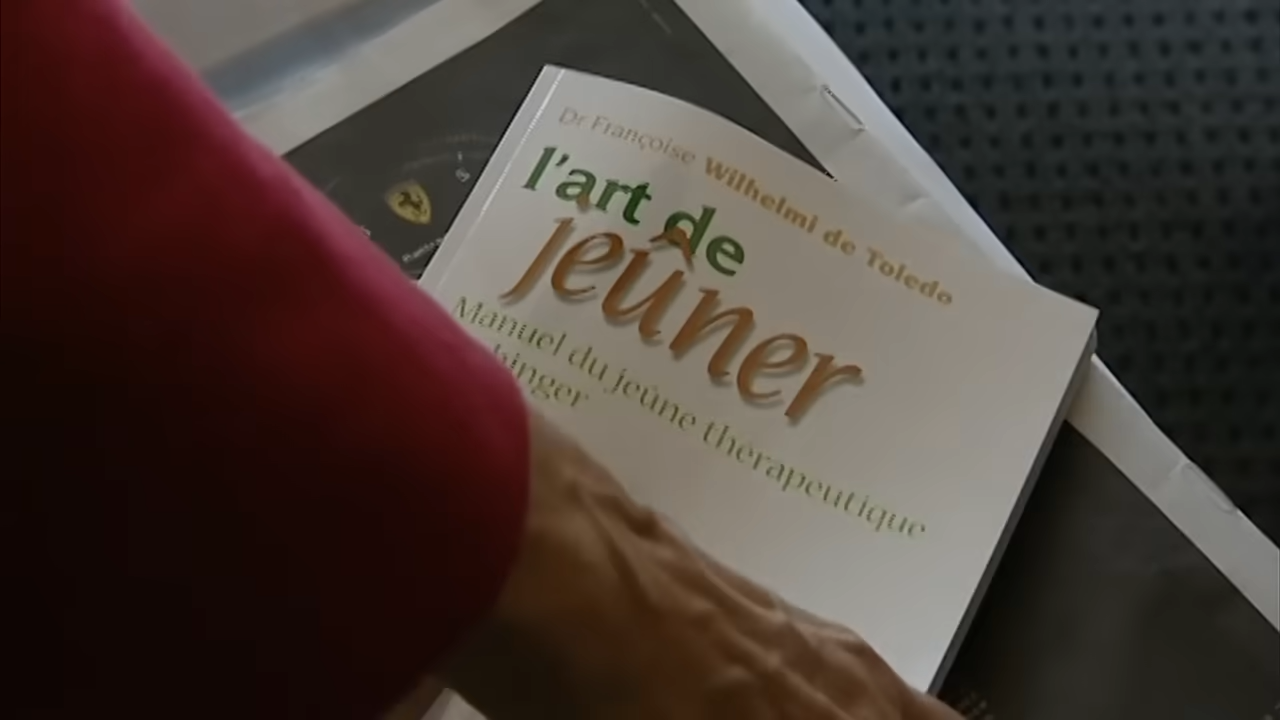 Dr Françoise Wilhelmi de Toledo
l'art de
jeûner
Manuel du jeûne thérapeutique